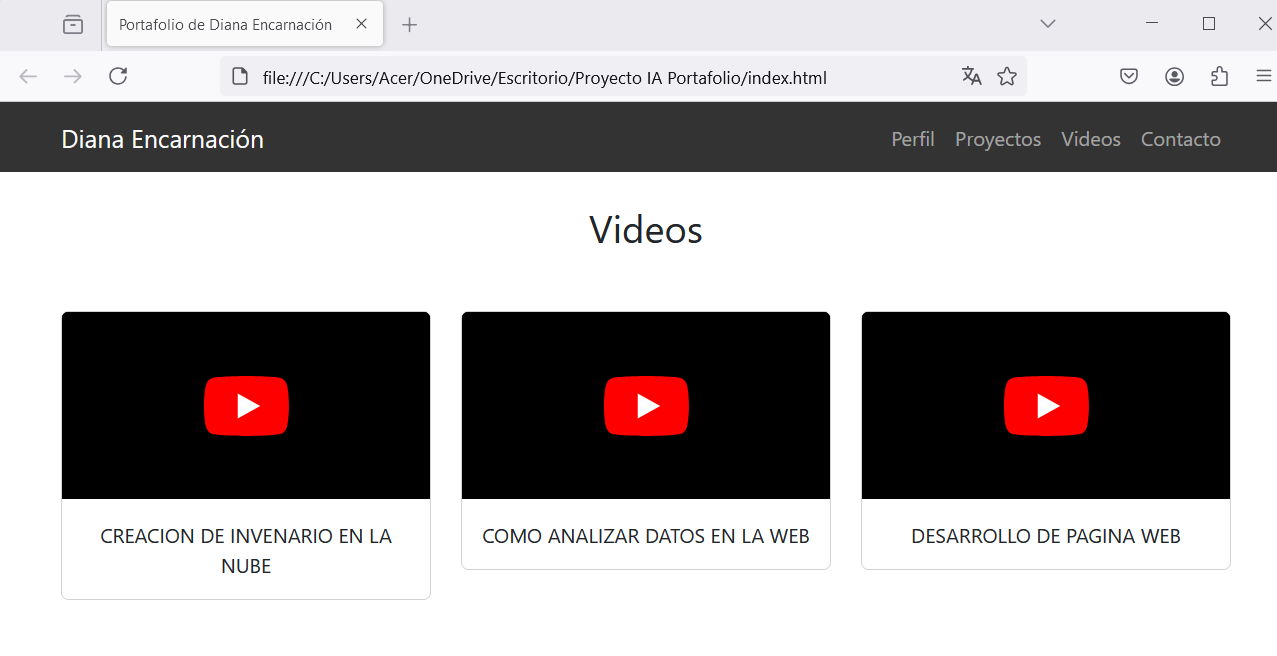 Portafolio de Diana Encarnación
file:///C:/Users/Acer/OneDrive/Escritorio/Proyecto IA Portafolio/index.html
Diana Encarnación
Perfil Proyectos Videos Contacto
Videos
CREACION DE INVENARIO EN LA
NUBE
COMO ANALIZAR DATOS EN LA WEB
DESARROLLO DE PAGINA WEB